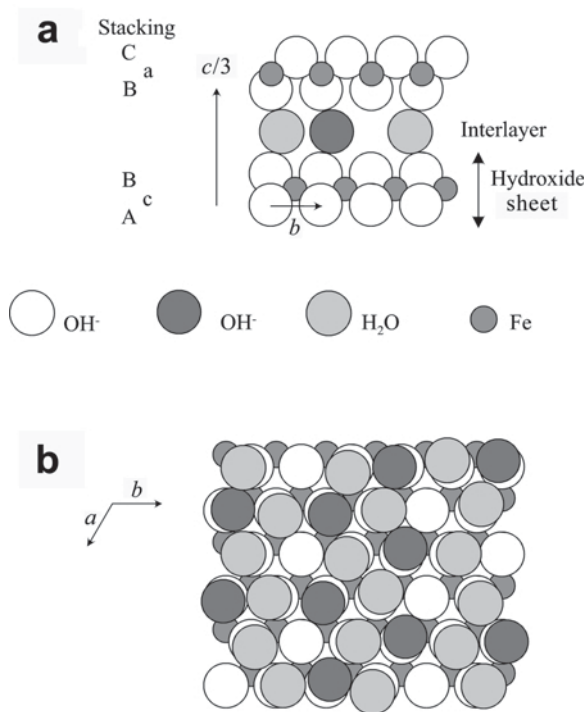 a
Stacking
C
a
B
c/3
Interlayer
B
c
A
b
Hydroxide
sheet
OH-
OH-
H₂O
Fe
b
b
a